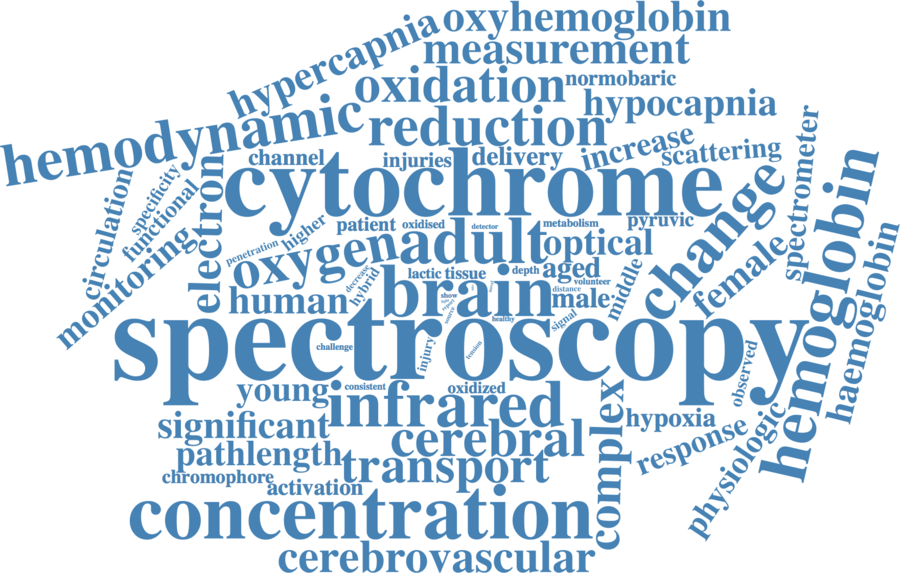 oxyhemoglobin
hypercapnia
measurement
oxidation
normobaric
hypocapnia
hemodynamic
reduction
increase
scattering
channel
injuries
delivery
cytochrome
spectrometer
specificity
functional
circulation
electron
higher
patient
oxidised
detector
metabolism
pyruvic
change
hemoglobin
haemoglobin
monitoring
penetration
oxygen
adult
optical
female
decrease
hybrid
lactic
tissue
depth
aged
volunteer
middle
human
brain
show
distance
male
healthy
signal
source
spectroscopy
challenge
injury
tension
observed
young
consistent
oxidized
infrared
complex
hypoxia
significant
cerebral
response
physiologic
pathlength
transport
chromophore
activation
concentration
cerebrovascular